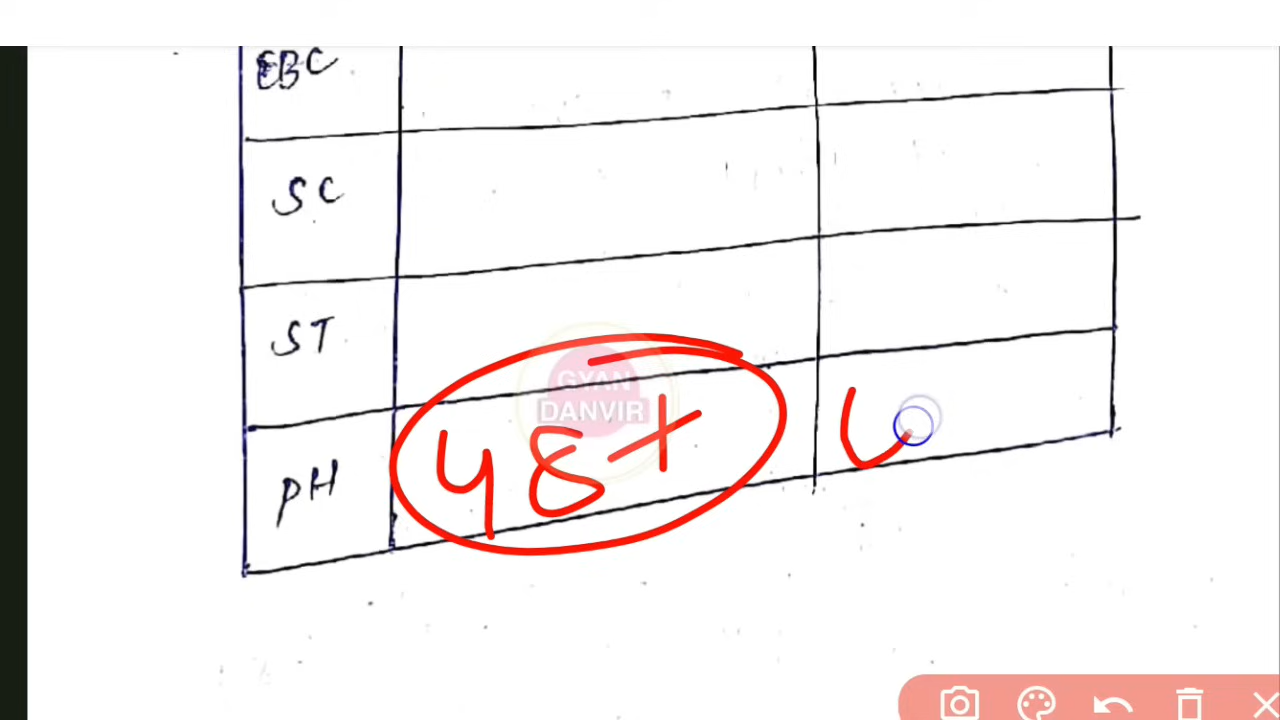 EBC
SC
ST
GYAN
DANVIR
PH 48+